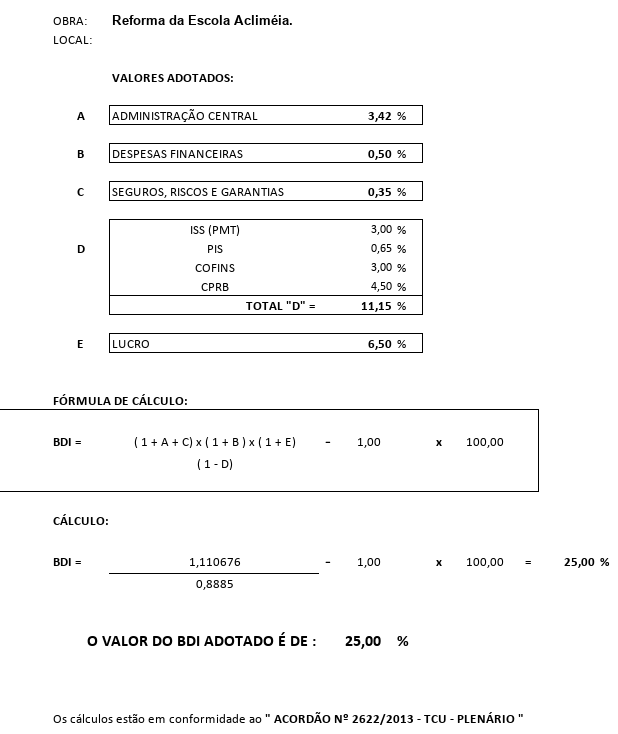 OBRA: Reforma da Escola Acliméia.
LOCAL:
VALORES ADOTADOS:
A ADMINISTRAÇÃO CENTRAL 3,42 %
B DESPESAS FINANCEIRAS 0,50 %
C SEGUROS, RISCOS E GARANTIAS 0,35 %
ISS (PMT) 3,00 %
D PIS 0,65 %
COFINS 3,00 %
CPRB 4,50 %
TOTAL "D" = 11,15 %
E LUCRO 6,50 %
FÓRMULA DE CÁLCULO:
BDI = ( 1 + A + C) x ( 1 + B ) x ( 1 + E) - 1,00 x 100,00
( 1 - D)
CÁLCULO:
BDI = 1,110676 - 1,00 x 100,00 = 25,00 %
0,8885
O VALOR DO BDI ADOTADO É DE : 25,00 %
Os cálculos estão em conformidade ao " ACORDÃO Nº 2622/2013 - TCU - PLENÁRIO "